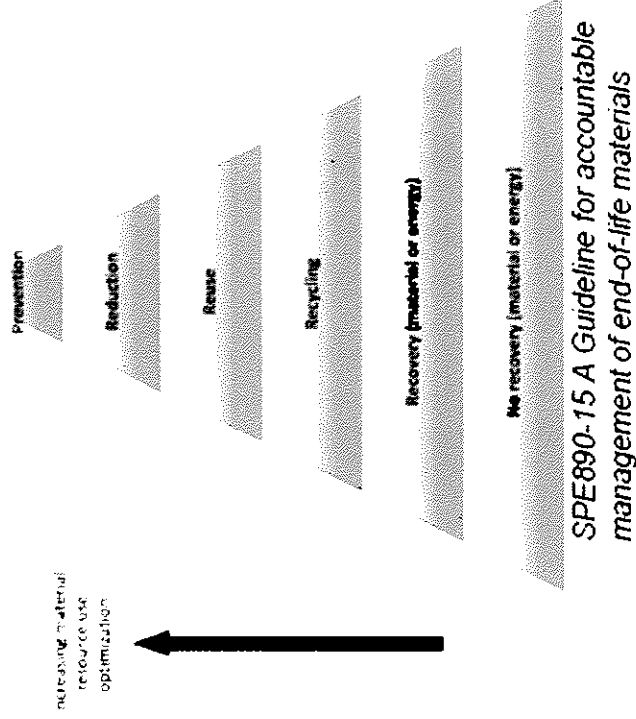 Increasing material
resource use
optimization
Prevention
Reduction
Reuse
Recycling
Recovery (material or energy)
No recovery (material or energy)
SPE890-15 A Guideline for accountable
management of end-of-life materials